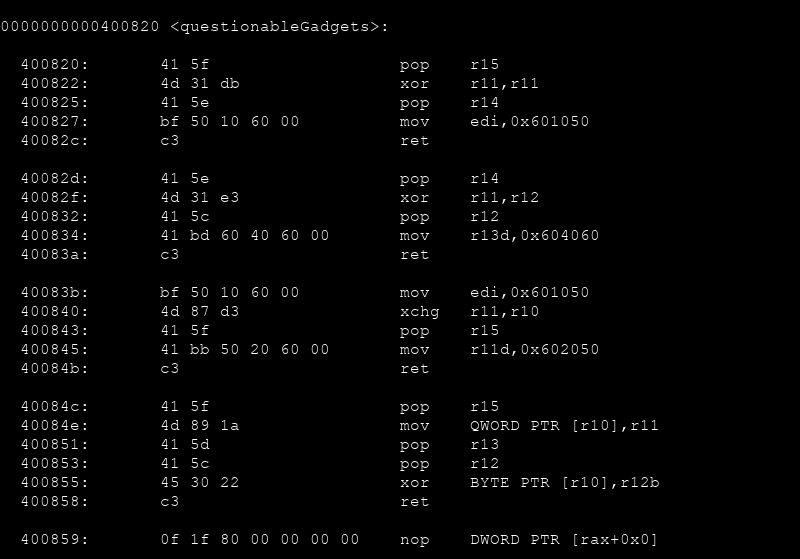 0000000000400820 <questionableGadgets>:
400820: 41 5f pop r15
400822: 4d 31 db xor r11,r11
400825: 41 5e pop r14
400827: bf 50 10 60 00 mov edi,0x601050
40082c: c3 ret
40082d: 41 5e pop r14
40082f: 4d 31 e3 xor r11,r12
400832: 41 5c pop r12
400834d: 41 bd 60 40 60 00 mov r13d,0x604060
40083a: c3 ret
40083b: bf 50 10 60 00 mov edi,0x601050
400840: 4d 87 d3 xchg r11,r10
400843: 41 5f pop r15
400845: 41 bb 50 20 60 00 mov r11d,0x602050
40084b: c3 ret
40084c: 41 5f pop r15
40084e: 4d 89 1a mov QWORD PTR [r10],r11
400851: 41 5d pop r13
400853: 41 5c pop r12
400855: 45 30 22 xor BYTE PTR [r10],r12b
400858: c3 ret
400859: 0f 1f 80 00 00 00 00 nop DWORD PTR [rax+0x0]